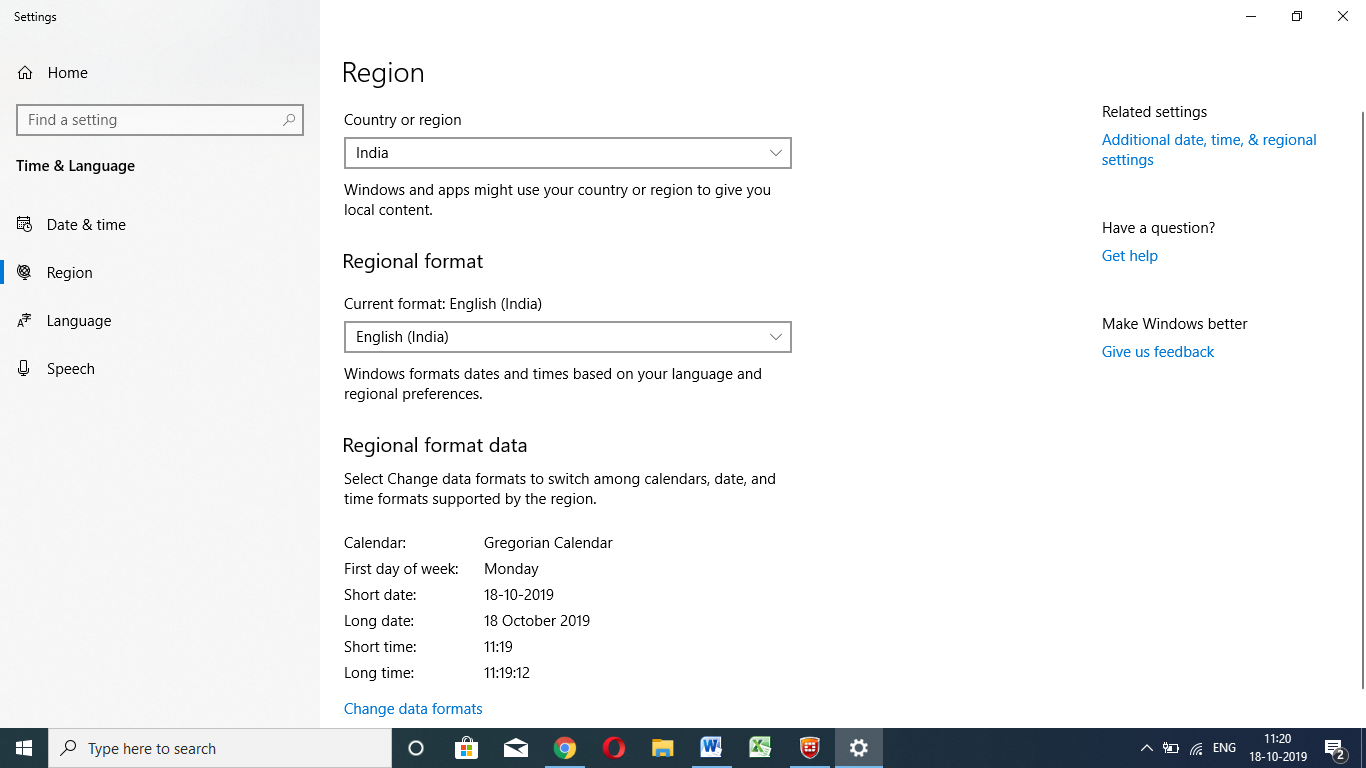 Settings
Home
Find a setting
Time & Language
Date & time
Region
Language
Speech
Region
Country or region
India
Windows and apps might use your country or region to give you
local content.
Regional format
Current format: English (India)
English (India)
Windows formats dates and times based on your language and
regional preferences.
Regional format data
Select Change data formats to switch among calendars, date, and
time formats supported by the region.
Calendar: Gregorian Calendar
First day of week: Monday
Short date: 18-10-2019
Long date: 18 October 2019
Short time: 11:19
Long time: 11:19:12
Change data formats
Related settings
Additional date, time, & regional
settings
Have a question?
Get help
Make Windows better
Give us feedback
Type here to search
ENG
11:20
18-10-2019
2